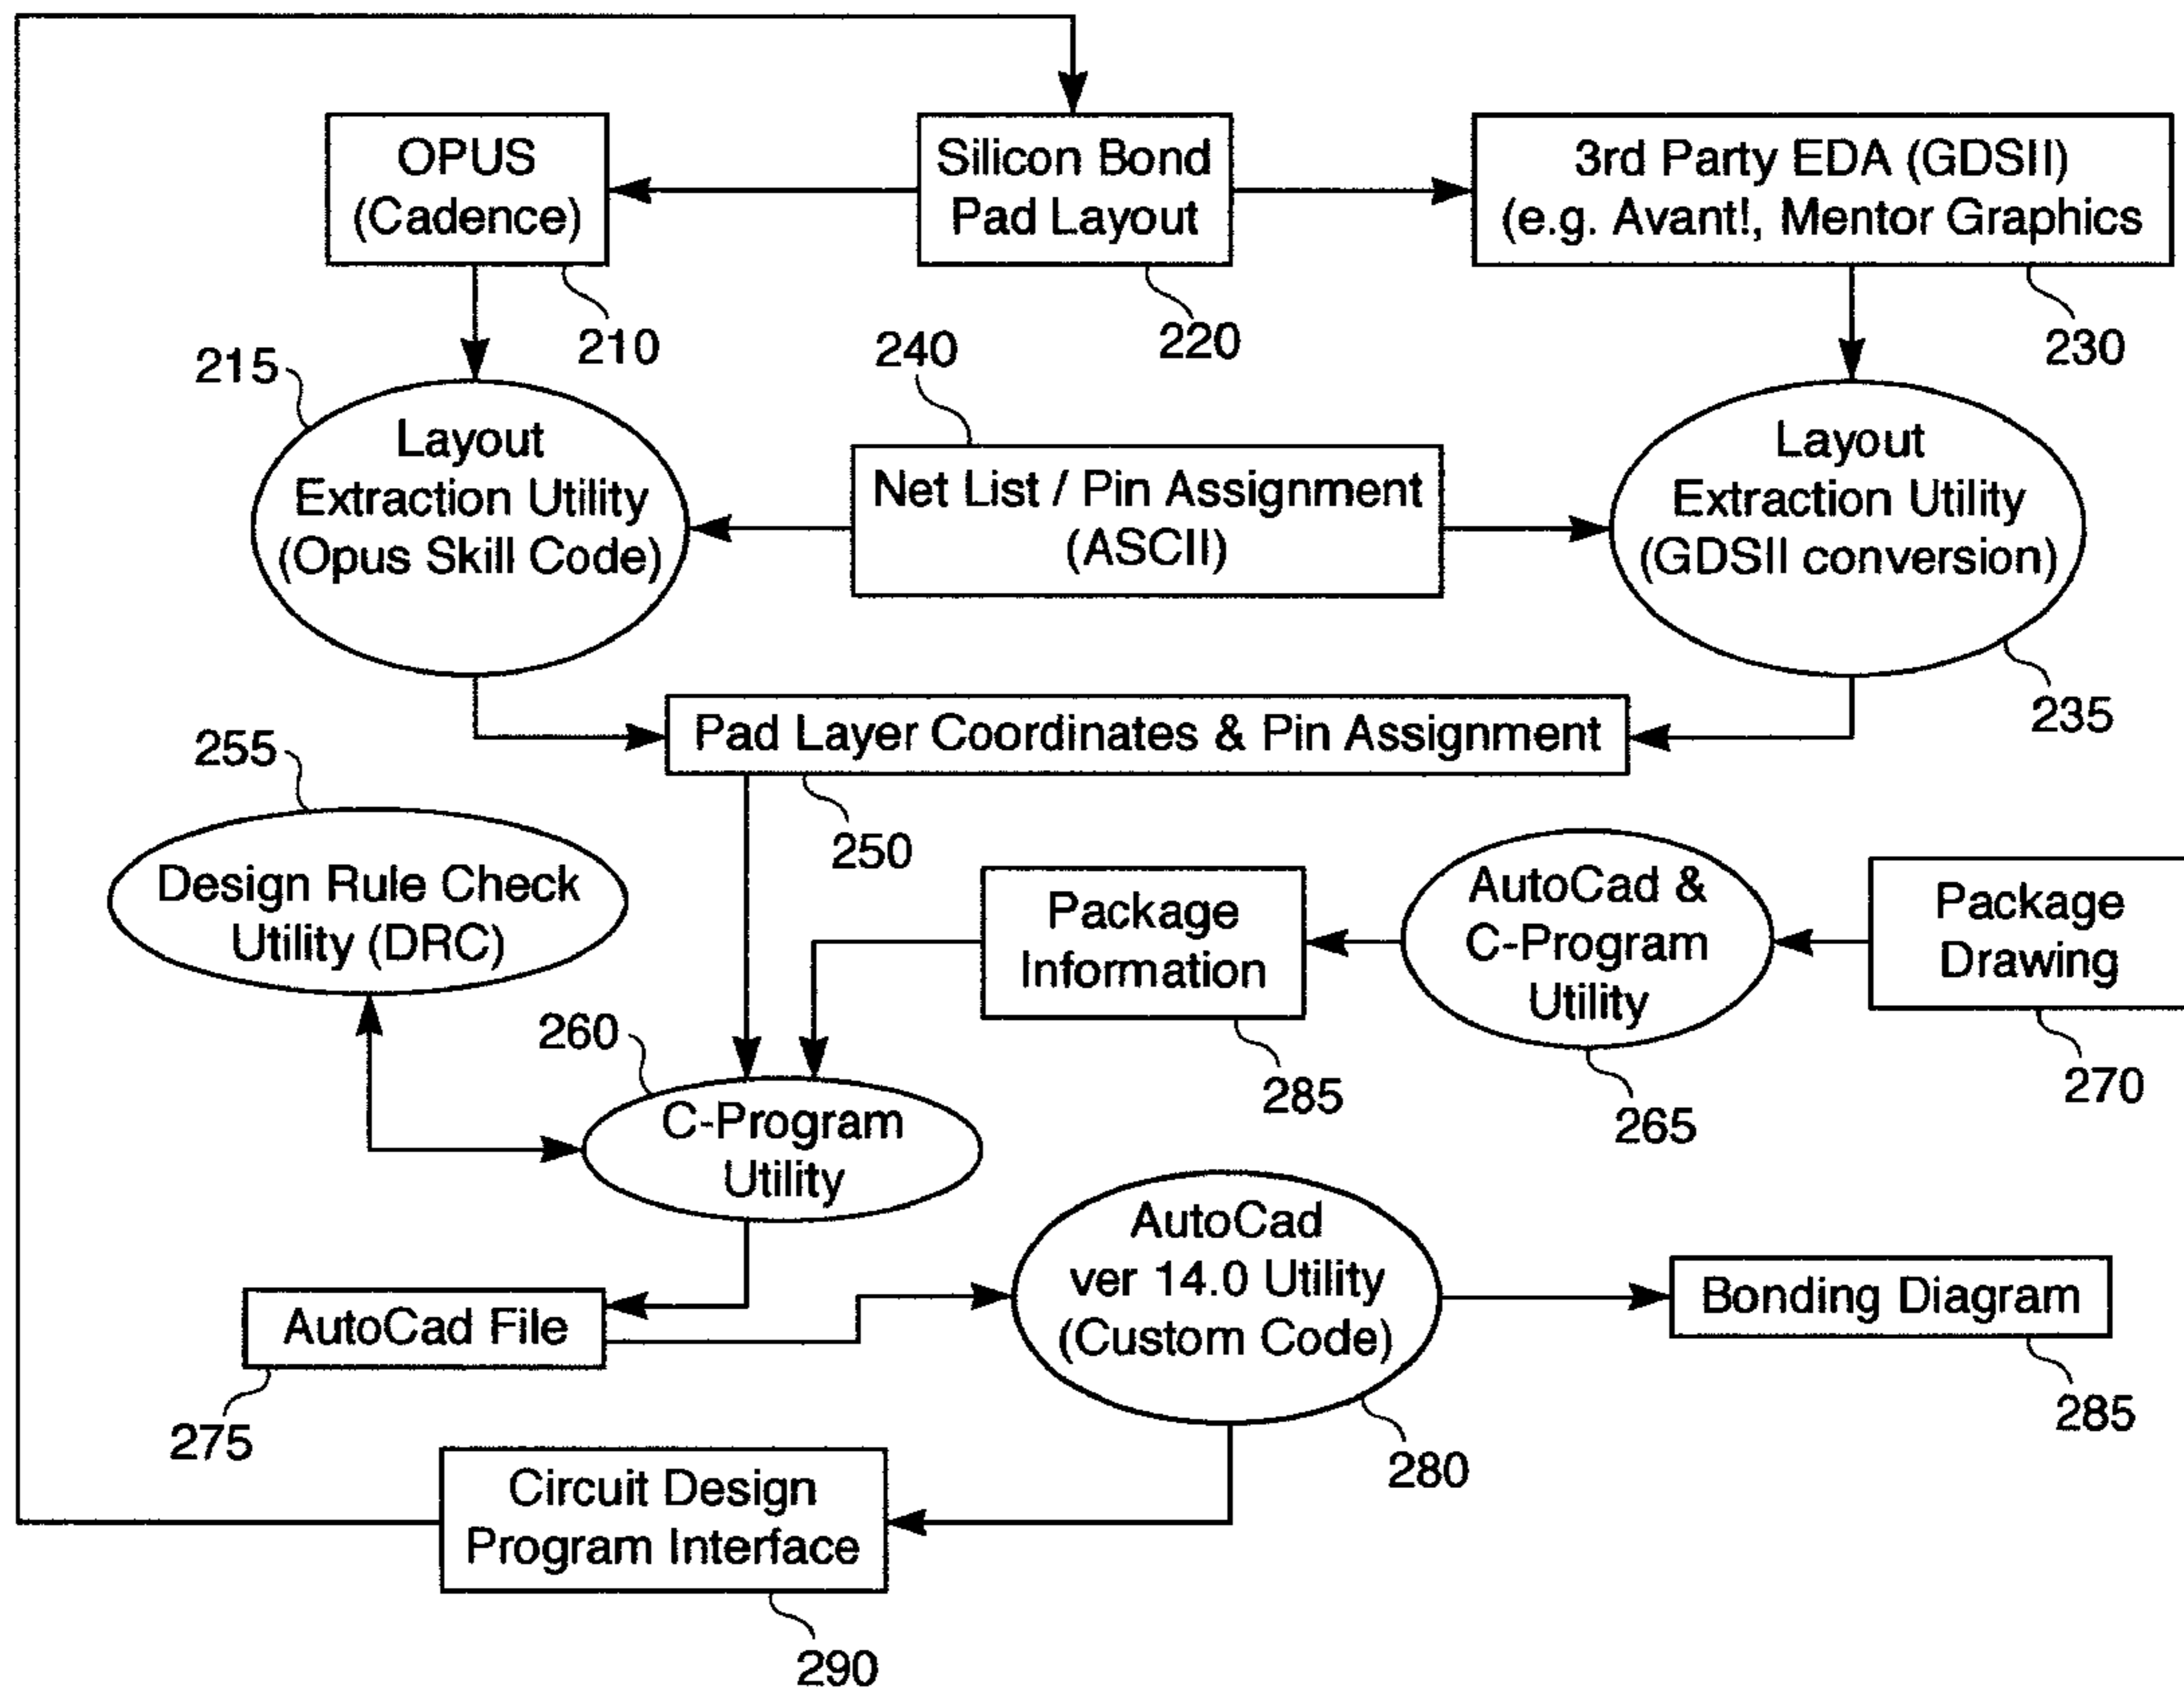 OPUS
(Cadence)
210
Silicon Bond
Pad Layout
220
3rd Party EDA (GDSII)
(e.g. Avant!, Mentor Graphics
230
215
Layout
Extraction Utility
(Opus Skill Code)
240
Net List / Pin Assignment
(ASCII)
Layout
Extraction Utility
(GDSII conversion)
235
Pad Layer Coordinates & Pin Assignment
250
255
Design Rule Check
Utility (DRC)
Package
Information
285
AutoCad &
C-Program
Utility
265
Package
Drawing
270
260
C-Program
Utility
AutoCad File
275
AutoCad
ver 14.0 Utility
(Custom Code)
280
Bonding Diagram
285
Circuit Design
Program Interface
290